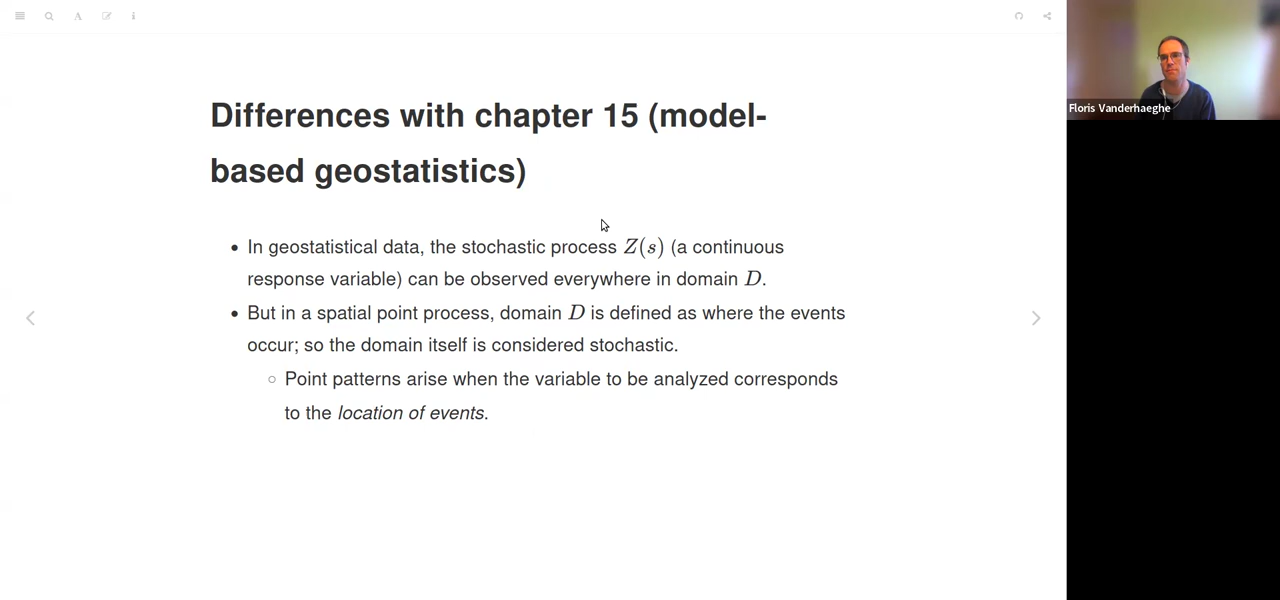 Differences with chapter 15 (model-
based geostatistics)
• In geostatistical data, the stochastic process Z(s) (a continuous
response variable) can be observed everywhere in domain D.
• But in a spatial point process, domain D is defined as where the events
occur; so the domain itself is considered stochastic.
○ Point patterns arise when the variable to be analyzed corresponds
to the location of events.
Floris Vanderhaeghe